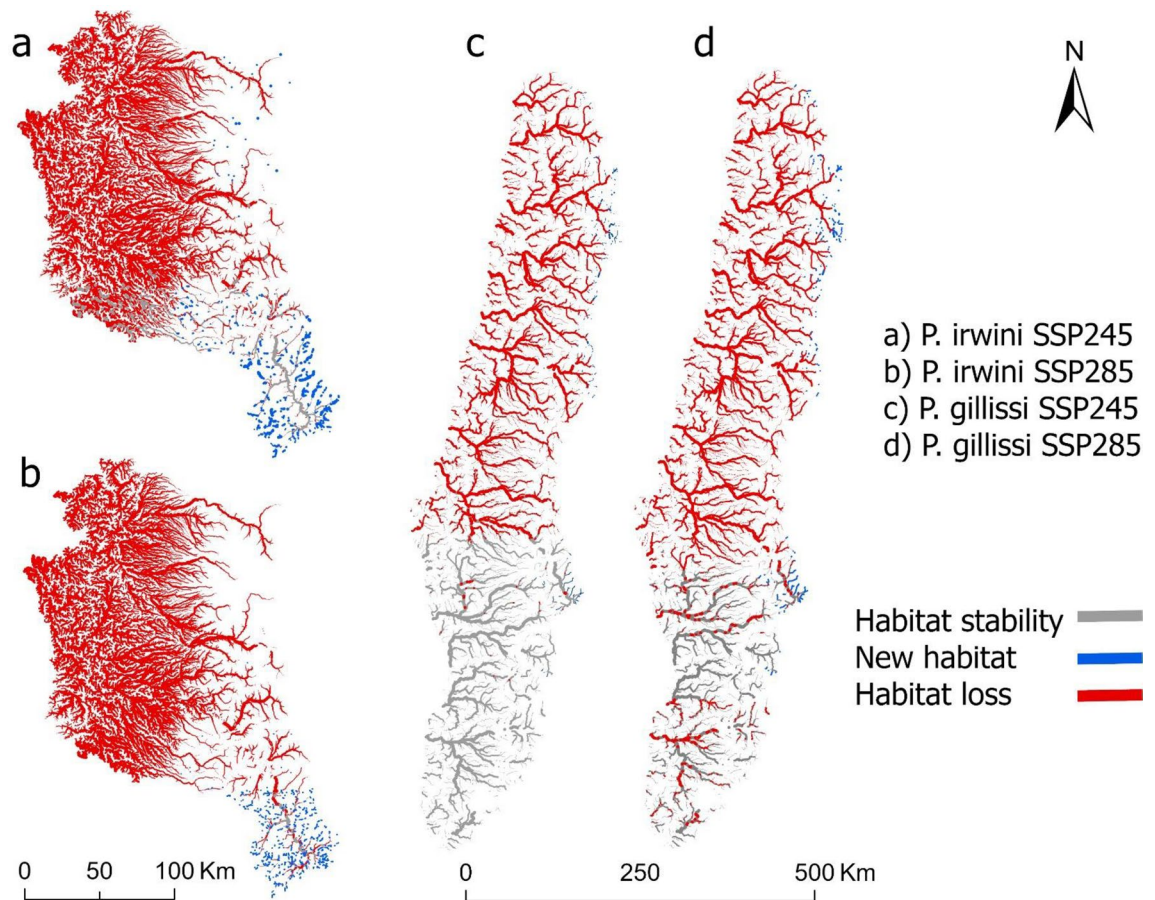 a
c
d
N
a) P. irwini SSP245
b) P. irwini SSP285
c) P. gillissi SSP245
d) P. gillissi SSP285
b
Habitat stability
New habitat
Habitat loss
0 50 100 Km
0 250 500 Km